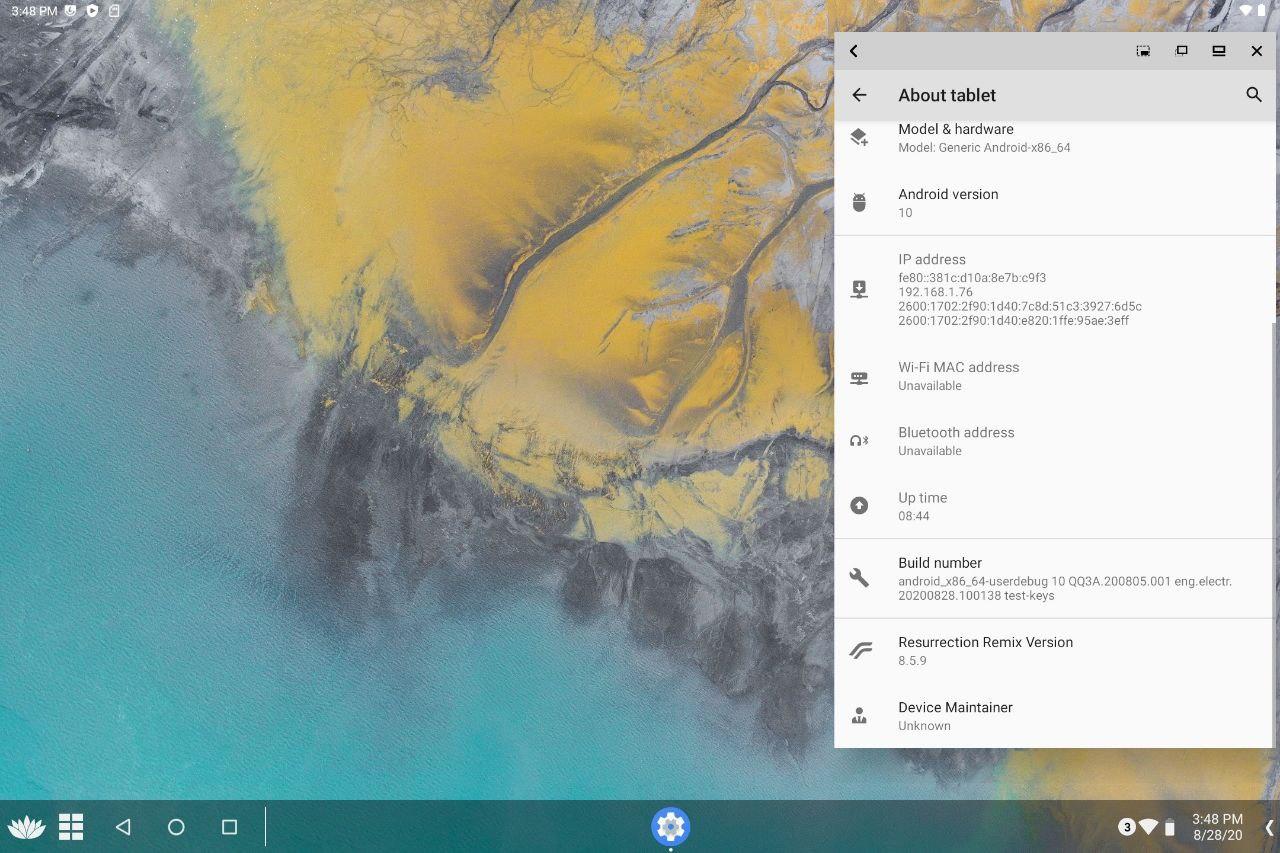 3:48 PM
About tablet
Model & hardware
Model: Generic Android-x86_64
Android version
10
IP address
fe80::381c:d10a:8e7b:c9f3
192.168.1.76
2600:1702:2f90:1d40:7c8d:51c3:3927:6d5c
2600:1702:2f90:1d40:e820:1ffe:95ae:3eff
Wi-Fi MAC address
Unavailable
Bluetooth address
Unavailable
Up time
08:44
Build number
android_x86_64-userdebug 10 QQ3A.200805.001 eng.electr.
20200828.100138 test-keys
Resurrection Remix Version
8.5.9
Device Maintainer
Unknown
3
3:48 PM
8/28/20